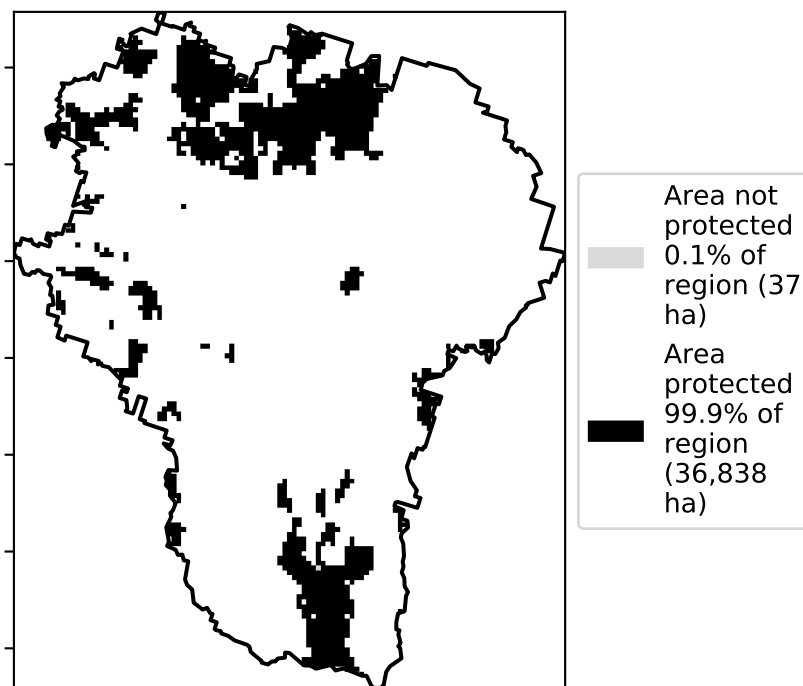 Area not
protected
0.1% of
region (37
ha)
Area
protected
99.9% of
region
(36,838
ha)